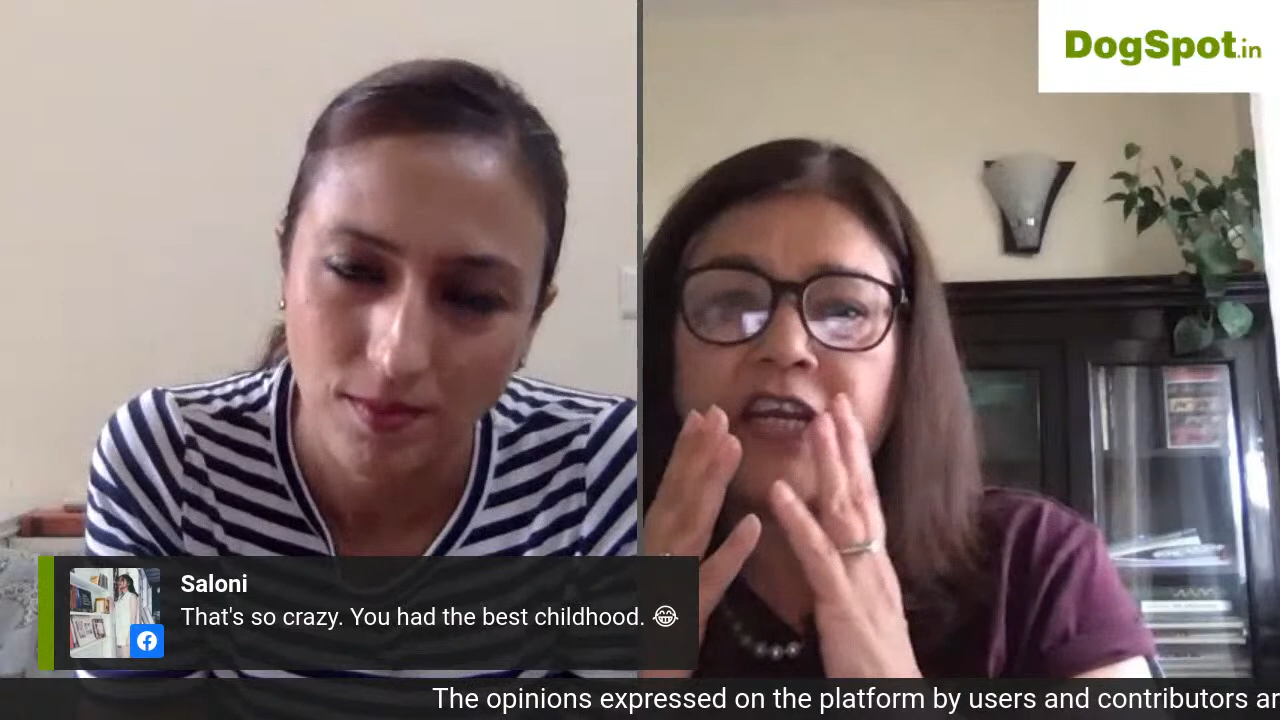 DogSpot.in
Saloni
That's so crazy. You had the best childhood. 😂
The opinions expressed on the platform by users and contributors ar